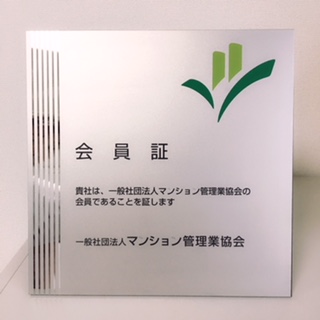 会員証
貴社は、一般社団法人マンション管理業協会の
会員であることを証します
一般社団法人マンション管理業協会